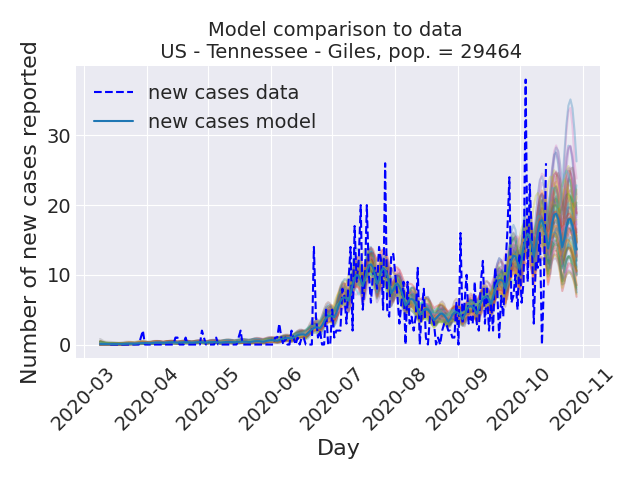 Model comparison to data
US - Tennessee - Giles, pop. = 29464
new cases data
new cases model
Number of new cases reported
30
20
10
0
2020-03
2020-04
2020-05
2020-06
2020-07
2020-08
2020-09
2020-10
2020-11
Day